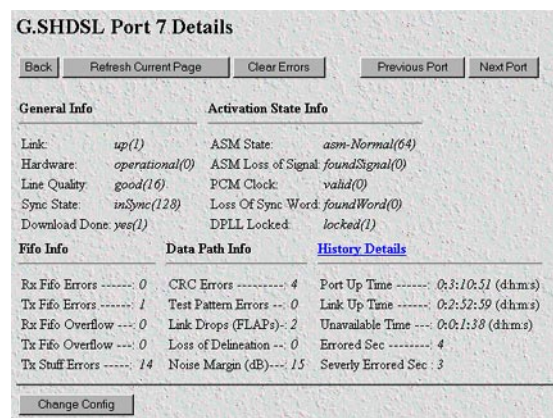 G.SHDSL Port 7 Details
Back Refresh Current Page Clear Errors Previous Port Next Port
General Info Activation State Info
Link: up(1) ASM State: asm-Normal(64)
Hardware: operational(0) ASM Loss of Signal: foundSignal(0)
Line Quality: good(16) PCM Clock: valid(0)
Sync State: inSync(128) Loss Of Sync Word: foundWord(0)
Download Done: yes(1) DPLL Locked: locked(1)
Fifo Info Data Path Info History Details
Rx Fifo Errors ------: 0 CRC Errors ---------: 4 Port Up Time ------: 0:3:10:51 (d:h:m:s)
Tx Fifo Errors ------: 1 Test Pattern Errors --: 0 Link Up Time ------: 0:2:52:59 (d:h:m:s)
Rx Fifo Overflow ---: 0 Link Drops (FLAPs)-: 2 Unavailable Time ---: 0:0:1:38 (d:h:m:s)
Tx Fifo Overflow ---: 0 Loss of Delineation --: 0 Errored Sec --------: 4
Tx Stuff Errors -----: 14 Noise Margin (dB)---: 15 Severly Errored Sec : 3
Change Config